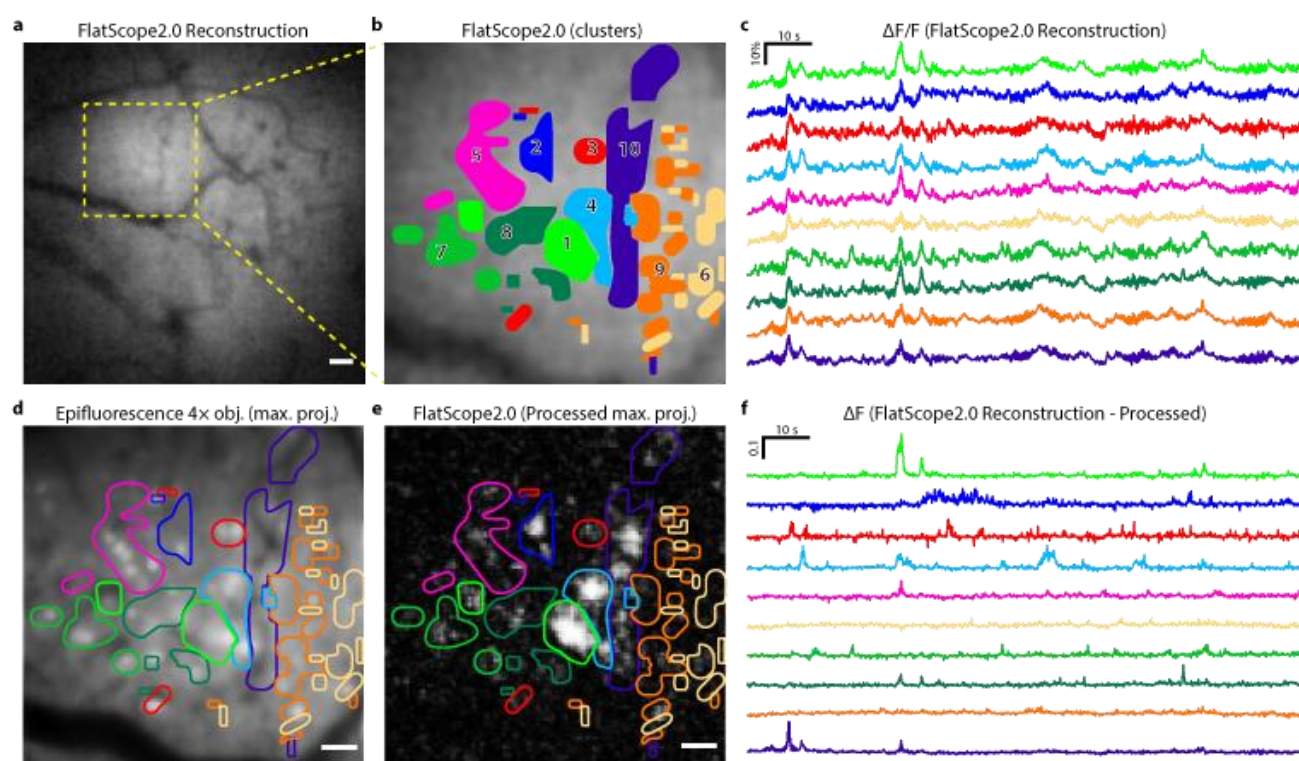 a FlatScope2.0 Reconstruction
b FlatScope2.0 (clusters)
c ΔF/F (FlatScope2.0 Reconstruction)
10 s
10%
5
2
3
10
4
7
8
1
9
6
d Epifluorescence 4× obj. (max. proj.)
e FlatScope2.0 (Processed max. proj.)
f ΔF (FlatScope2.0 Reconstruction - Processed)
10 s
0.1